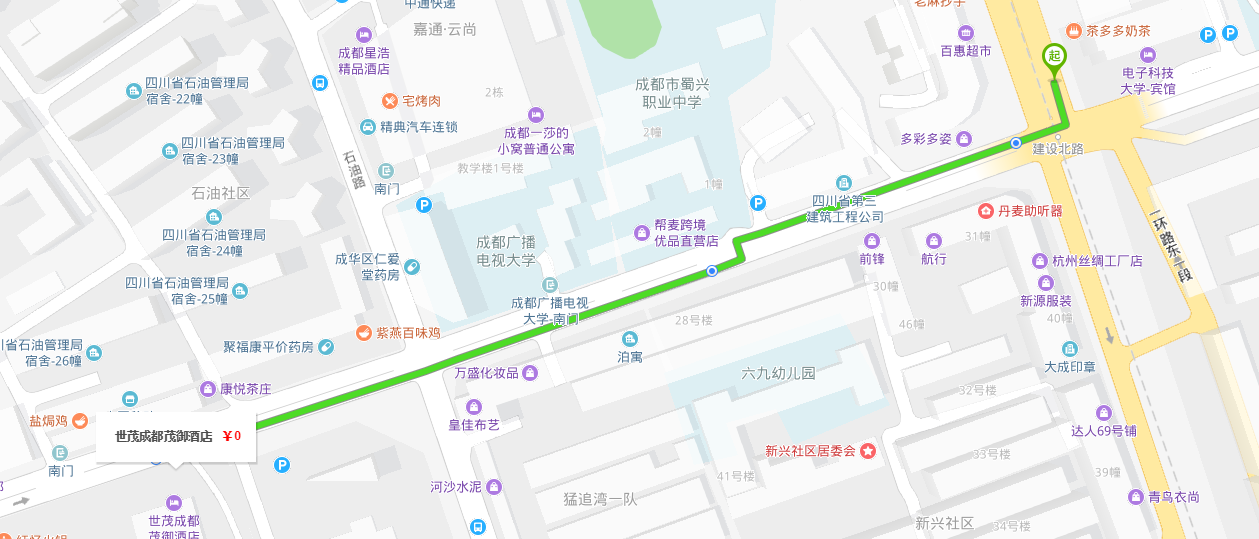 中通快递
嘉通·云尚
老麻抄手
成都星浩
精品酒店
百惠超市
茶多多奶茶
P
P
起
电子科技
大学-宾馆
四川省石油管理局
宿舍-22幢
宅烤肉
2栋
成都市蜀兴
职业中学
精典汽车连锁
成都一莎的
小窝普通公寓
2幢
多彩多姿
建设北路
四川省石油管理局
宿舍-23幢
石油路
教学楼1号楼
南门
1幢
石油社区
P
P
四川省第三
建筑工程公司
丹麦助听器
四川省石油管理局
宿舍-24幢
成都广播
电视大学
帮麦跨境
优品直营店
前锋
航行
31幢
一环路东一段
成华区仁爱
堂药房
杭州丝绸工厂店
四川省石油管理局
宿舍-25幢
成都广播电视
大学-南门
30幢
新源服装
40幢
28号楼
46幢
紫燕百味鸡
聚福康平价药房
川省石油管理局
宿舍-26幢
泊寓
大成印章
万盛化妆品
六九幼儿园
康悦茶庄
32号楼
盐焗鸡
皇佳布艺
达人69号铺
世茂成都茂御酒店 ￥0
新兴社区居委会
33号楼
南门
P
41号楼
39幢
河沙水泥
猛追湾一队
青鸟衣尚
世茂成都
茂御酒店
新兴社区
34号楼